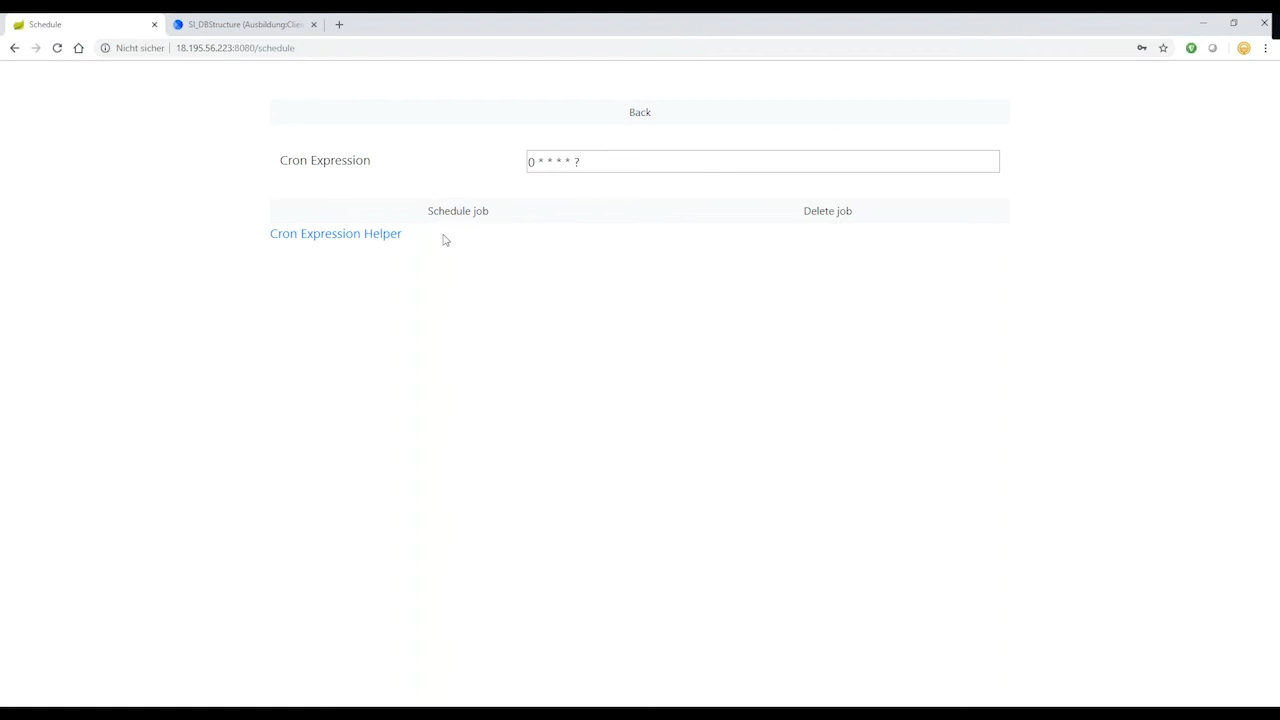 Schedule
SI_DBStructure (Ausbildung:Clie
Nicht sicher | 18.195.56.223:8080/schedule
Back
Cron Expression
0 * * * * ?
Schedule job
Delete job
Cron Expression Helper